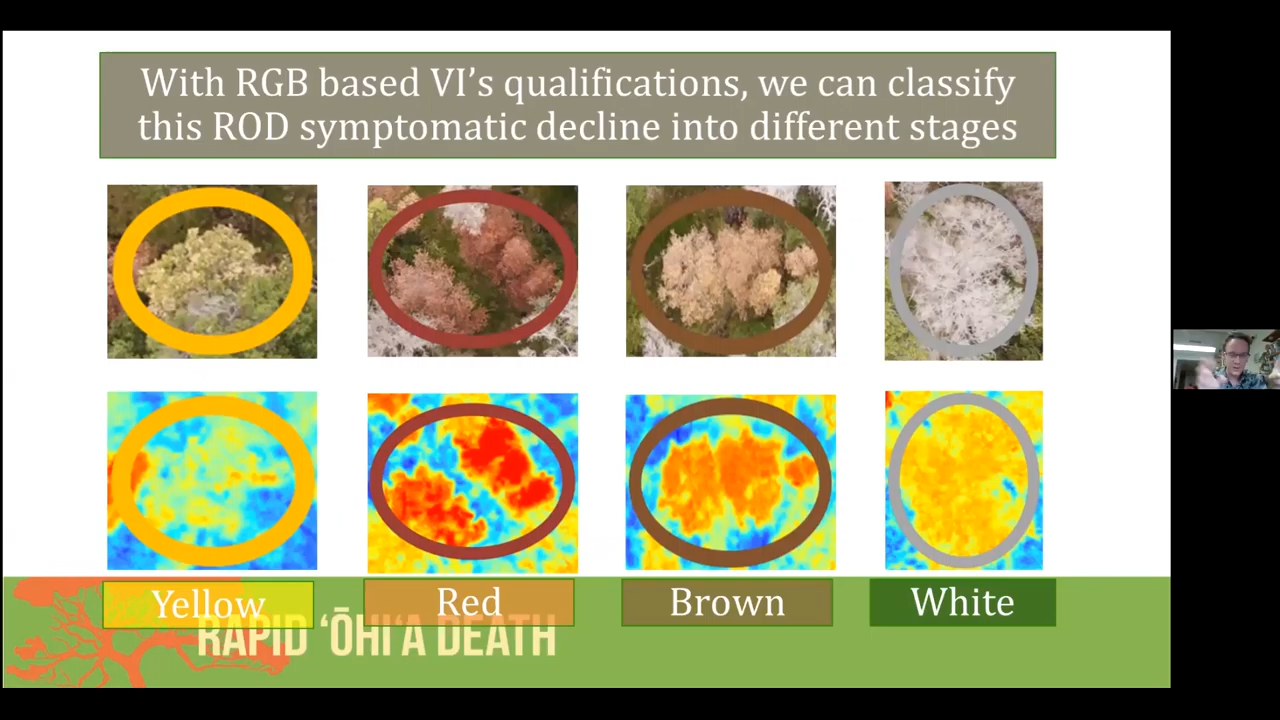 With RGB based VI’s qualifications, we can classify
this ROD symptomatic decline into different stages
Yellow
Red
Brown
White
RAPID ʻŌHIʻA DEATH